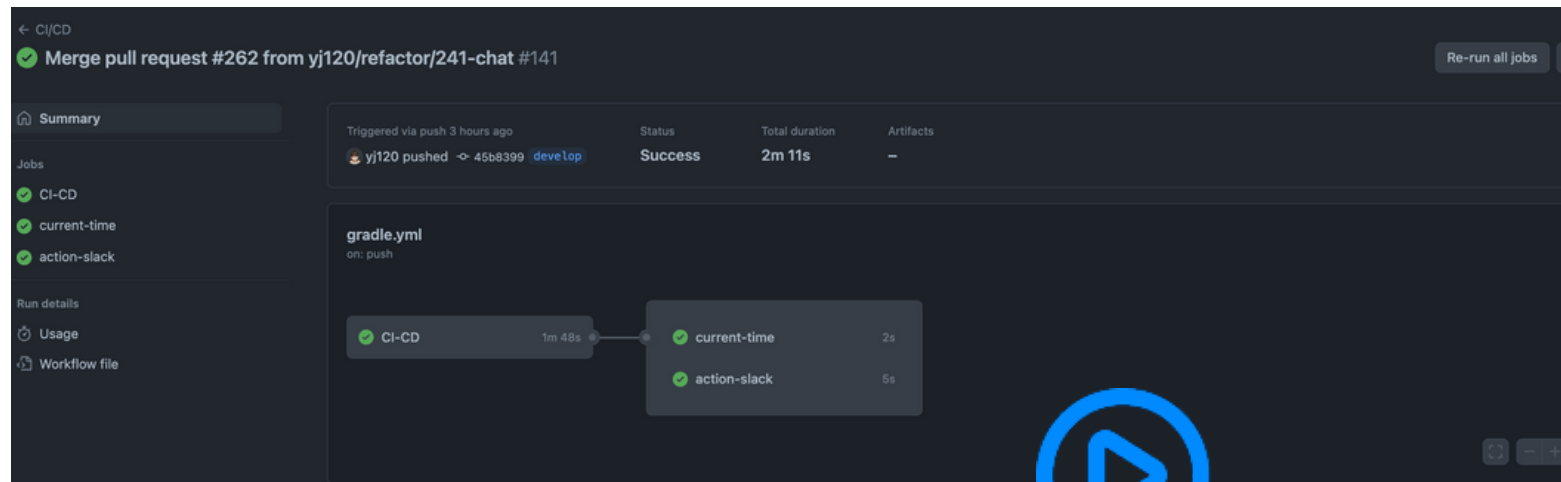 ← CI/CD
Merge pull request #262 from yj120/refactor/241-chat #141
Re-run all jobs
Summary
Jobs
CI-CD
current-time
action-slack
Run details
Usage
Workflow file
Triggered via push 3 hours ago
yj120 pushed 45b8399 develop
Status
Success
Total duration
2m 11s
Artifacts
–
gradle.yml
on: push
CI-CD 1m 48s
current-time 2s
action-slack 5s